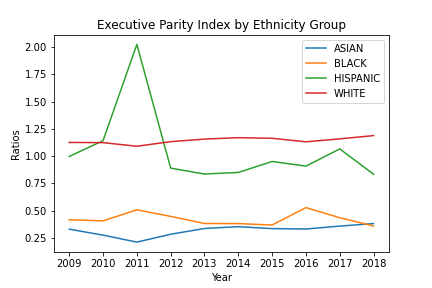 Executive Parity Index by Ethnicity Group
2.00
1.75
1.50
1.25
1.00
0.75
0.50
0.25
Ratios
ASIAN
BLACK
HISPANIC
WHITE
2009 2010 2011 2012 2013 2014 2015 2016 2017 2018
Year